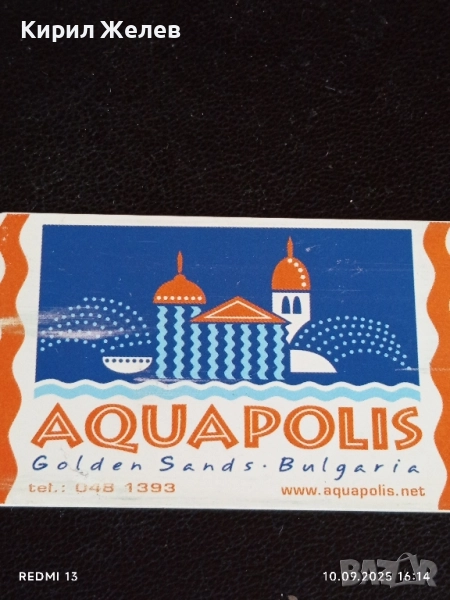 Кирил Желев
AQUAPOLIS
Golden Sands · Bulgaria
tel.: 048 1393
www.aquapolis.net
REDMI 13
10.09.2025 16:14
BAZAR